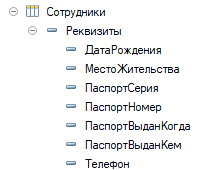 Сотрудники
Реквизиты
ДатаРождения
МестоЖительства
ПаспортСерия
ПаспортНомер
ПаспортВыданКогда
ПаспортВыданКем
Телефон